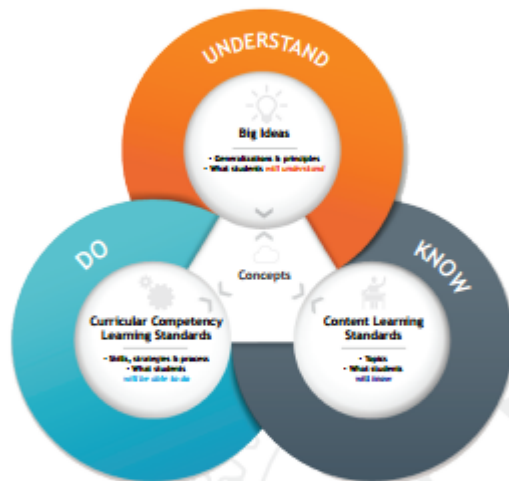 UNDERSTAND
Big Ideas
• Generalizations & principles
• What students will understand
DO
KNOW
Concepts
Curricular Competency
Learning Standards
• Skills, strategies & process
• What students
will be able to do
Content Learning
Standards
• Topics
• What students
will know